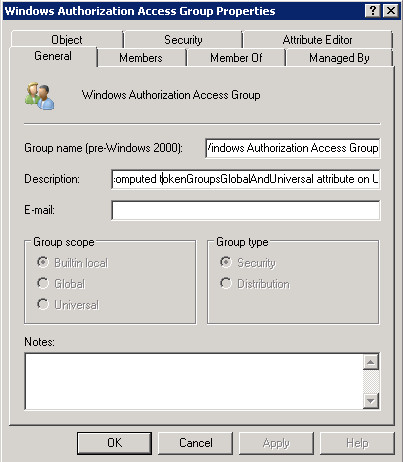 Windows Authorization Access Group Properties
Object Security Attribute Editor
General Members Member Of Managed By
Windows Authorization Access Group
Group name (pre-Windows 2000): Windows Authorization Access Group
Description: computed tokenGroupsGlobalAndUniversal attribute on U
E-mail:
Group scope Group type
Builtin local Security
Global Distribution
Universal
Notes:
OK Cancel Apply Help